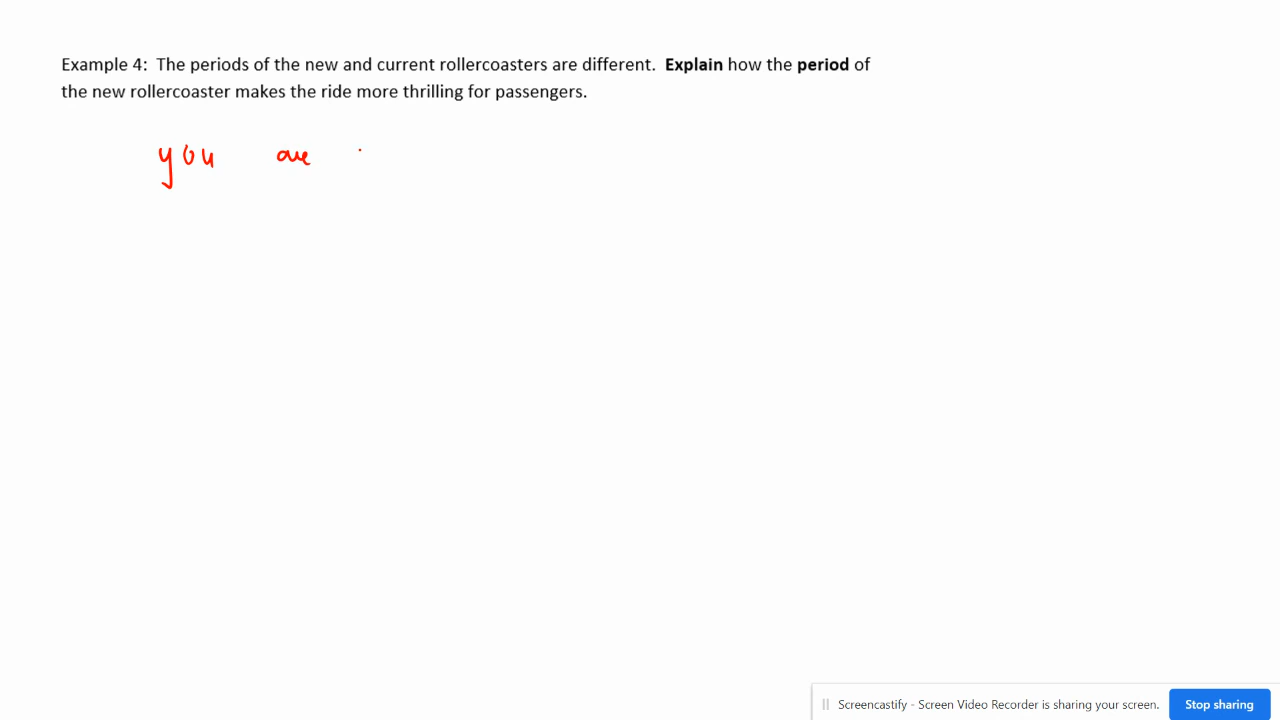 Example 4: The periods of the new and current rollercoasters are different. Explain how the period of
the new rollercoaster makes the ride more thrilling for passengers.
you are
Screencastify - Screen Video Recorder is sharing your screen. Stop sharing